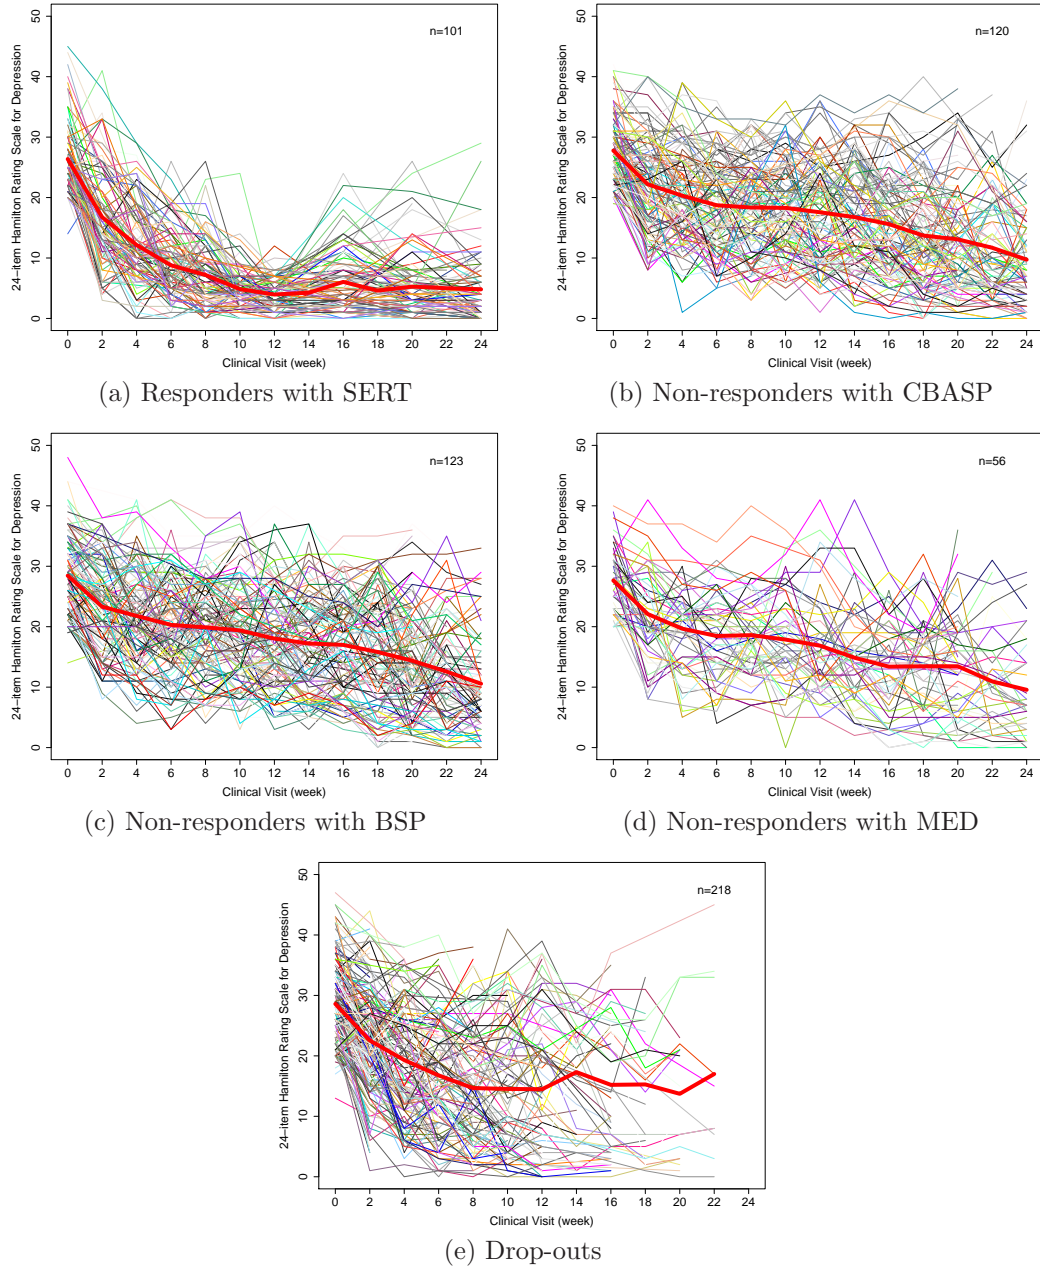 50
n=101
40
30
20
10
0
24−item Hamilton Rating Scale for Depression
0 2 4 6 8 10 12 14 16 18 20 22 24
Clinical Visit (week)
(a) Responders with SERT
50
n=120
40
30
20
10
0
24−item Hamilton Rating Scale for Depression
0 2 4 6 8 10 12 14 16 18 20 22 24
Clinical Visit (week)
(b) Non-responders with CBASP
50
n=123
40
30
20
10
0
24−item Hamilton Rating Scale for Depression
0 2 4 6 8 10 12 14 16 18 20 22 24
Clinical Visit (week)
(c) Non-responders with BSP
50
n=56
40
30
20
10
0
24−item Hamilton Rating Scale for Depression
0 2 4 6 8 10 12 14 16 18 20 22 24
Clinical Visit (week)
(d) Non-responders with MED
50
n=218
40
30
20
10
0
24−item Hamilton Rating Scale for Depression
0 2 4 6 8 10 12 14 16 18 20 22 24
Clinical Visit (week)
(e) Drop-outs